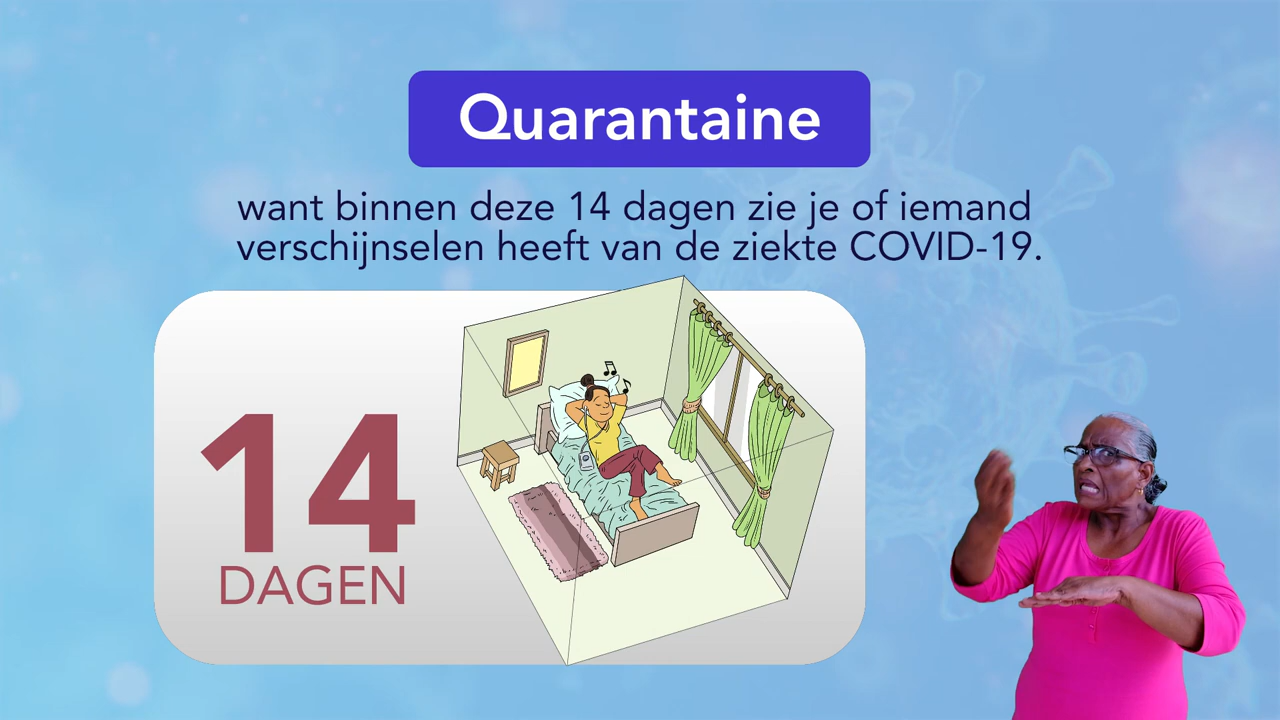 Quarantaine
want binnen deze 14 dagen zie je of iemand
verschijnselen heeft van de ziekte COVID-19.
14
DAGEN